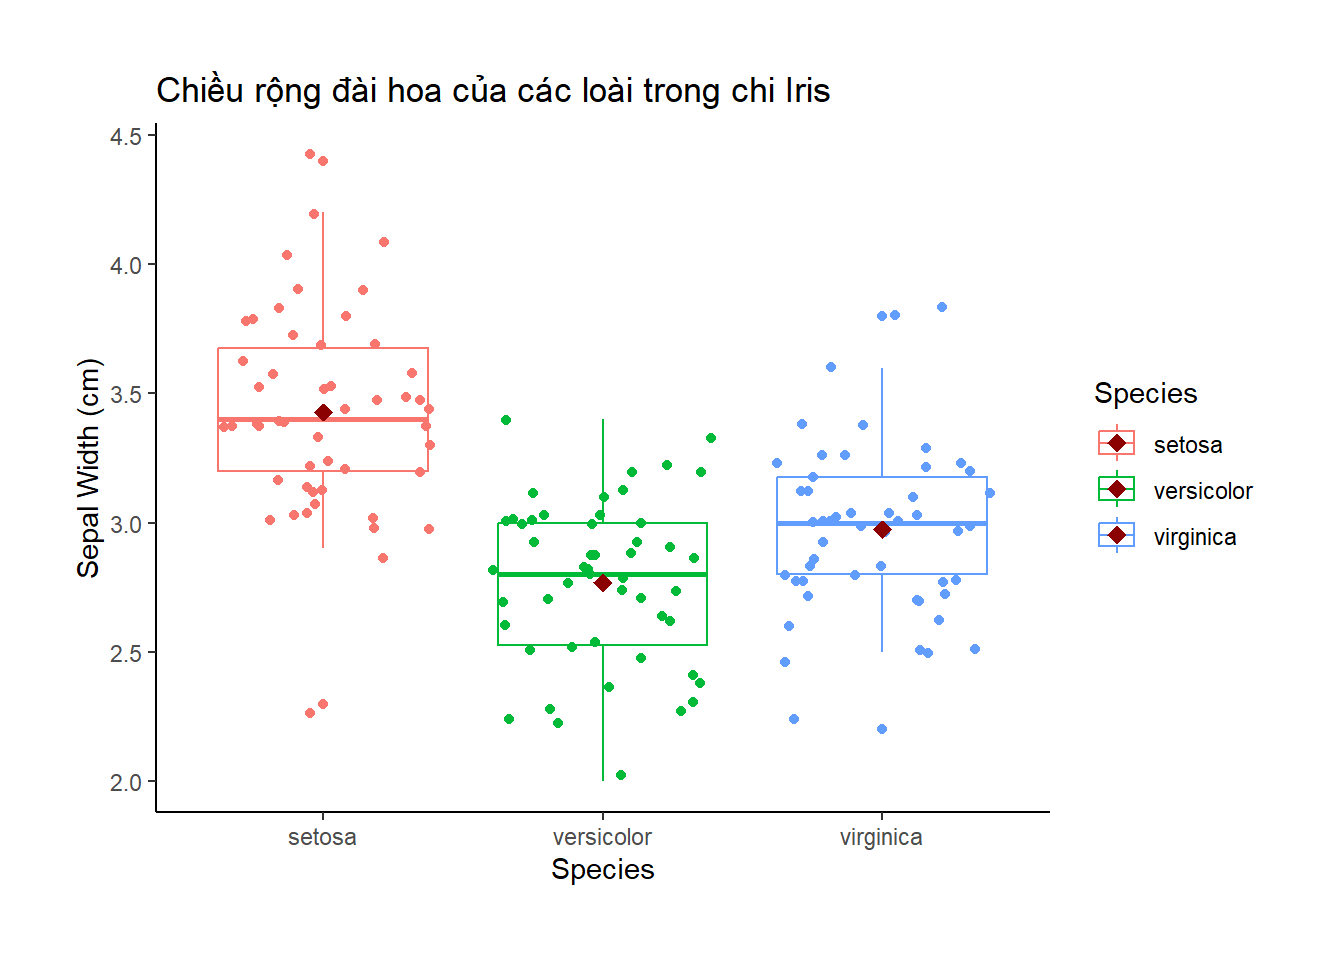 Chiều rộng đài hoa của các loài trong chi Iris
4.5
4.0
3.5
3.0
2.5
2.0
Sepal Width (cm)
setosa
versicolor
virginica
Species
Species
setosa
versicolor
virginica